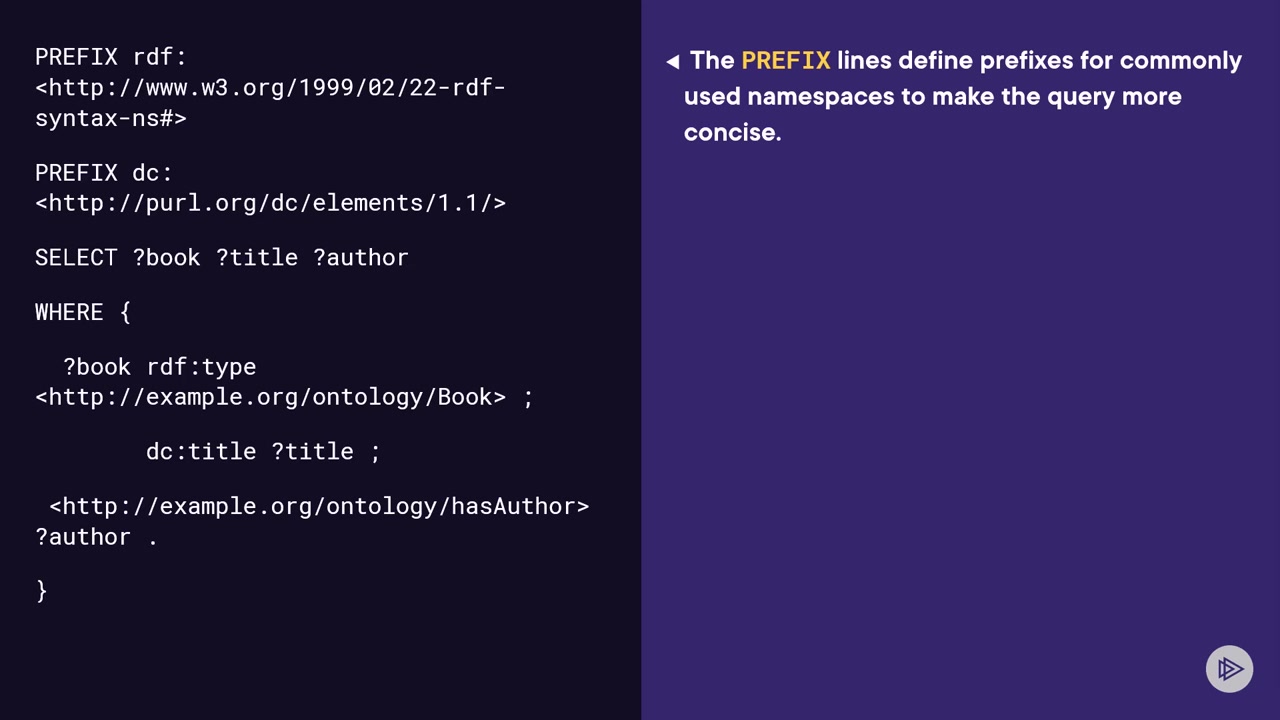 PREFIX rdf:
<http://www.w3.org/1999/02/22-rdf-
syntax-ns#>
PREFIX dc:
<http://purl.org/dc/elements/1.1/>
SELECT ?book ?title ?author
WHERE {
?book rdf:type
<http://example.org/ontology/Book> ;
dc:title ?title ;
<http://example.org/ontology/hasAuthor>
?author .
}
◀ The PREFIX lines define prefixes for commonly
used namespaces to make the query more
concise.